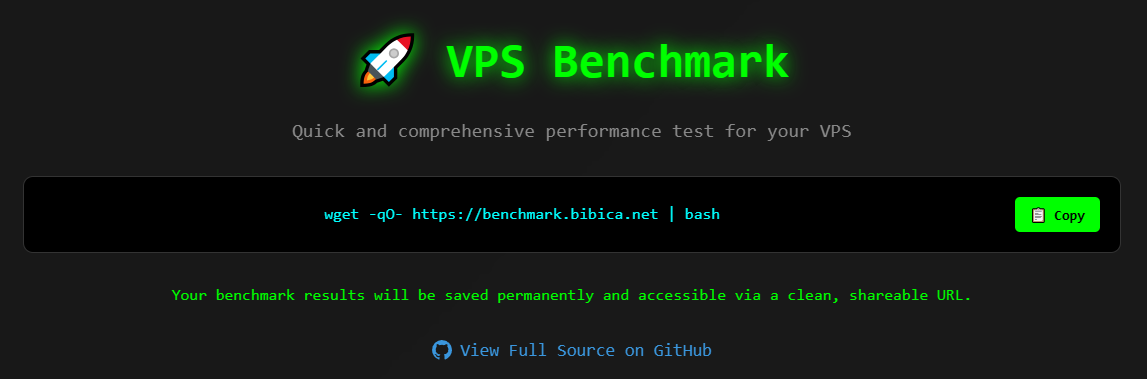 VPS Benchmark
Quick and comprehensive performance test for your VPS
wget -qO- https://benchmark.bibica.net | bash
Copy
Your benchmark results will be saved permanently and accessible via a clean, shareable URL.
View Full Source on GitHub